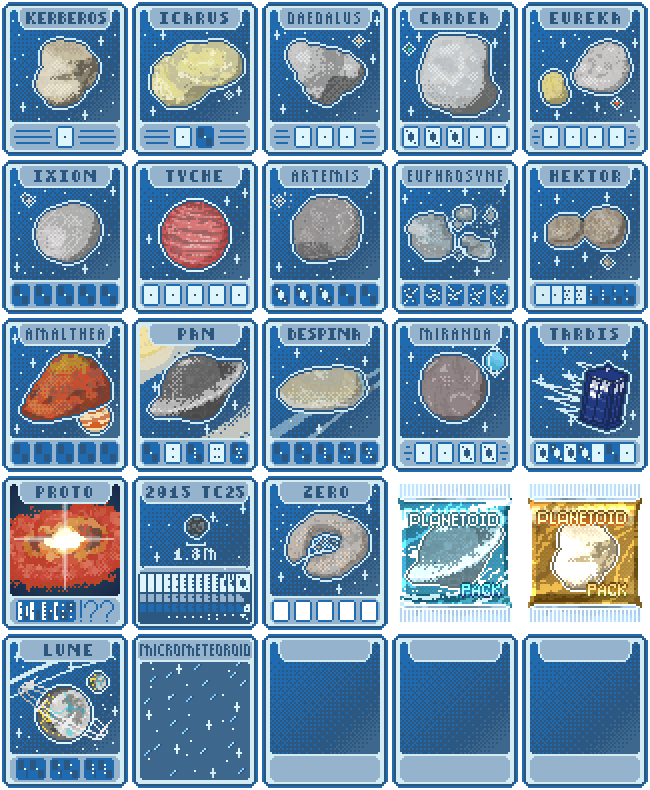 KERBEROS
ICARUS
DAEDALUS
CARDEA
EUREKA
IXION
TYCHE
ARTEMIS
EUPHROSYNE
HEKTOR
AMALTHEA
PAN
DESPINA
MIRANDA
TARDIS
PROTO
!??
2015 TC25
1.8M
ZERO
PLANETOID
PACK
PLANETOID
PACK
LUNE
MICROMETEOROID